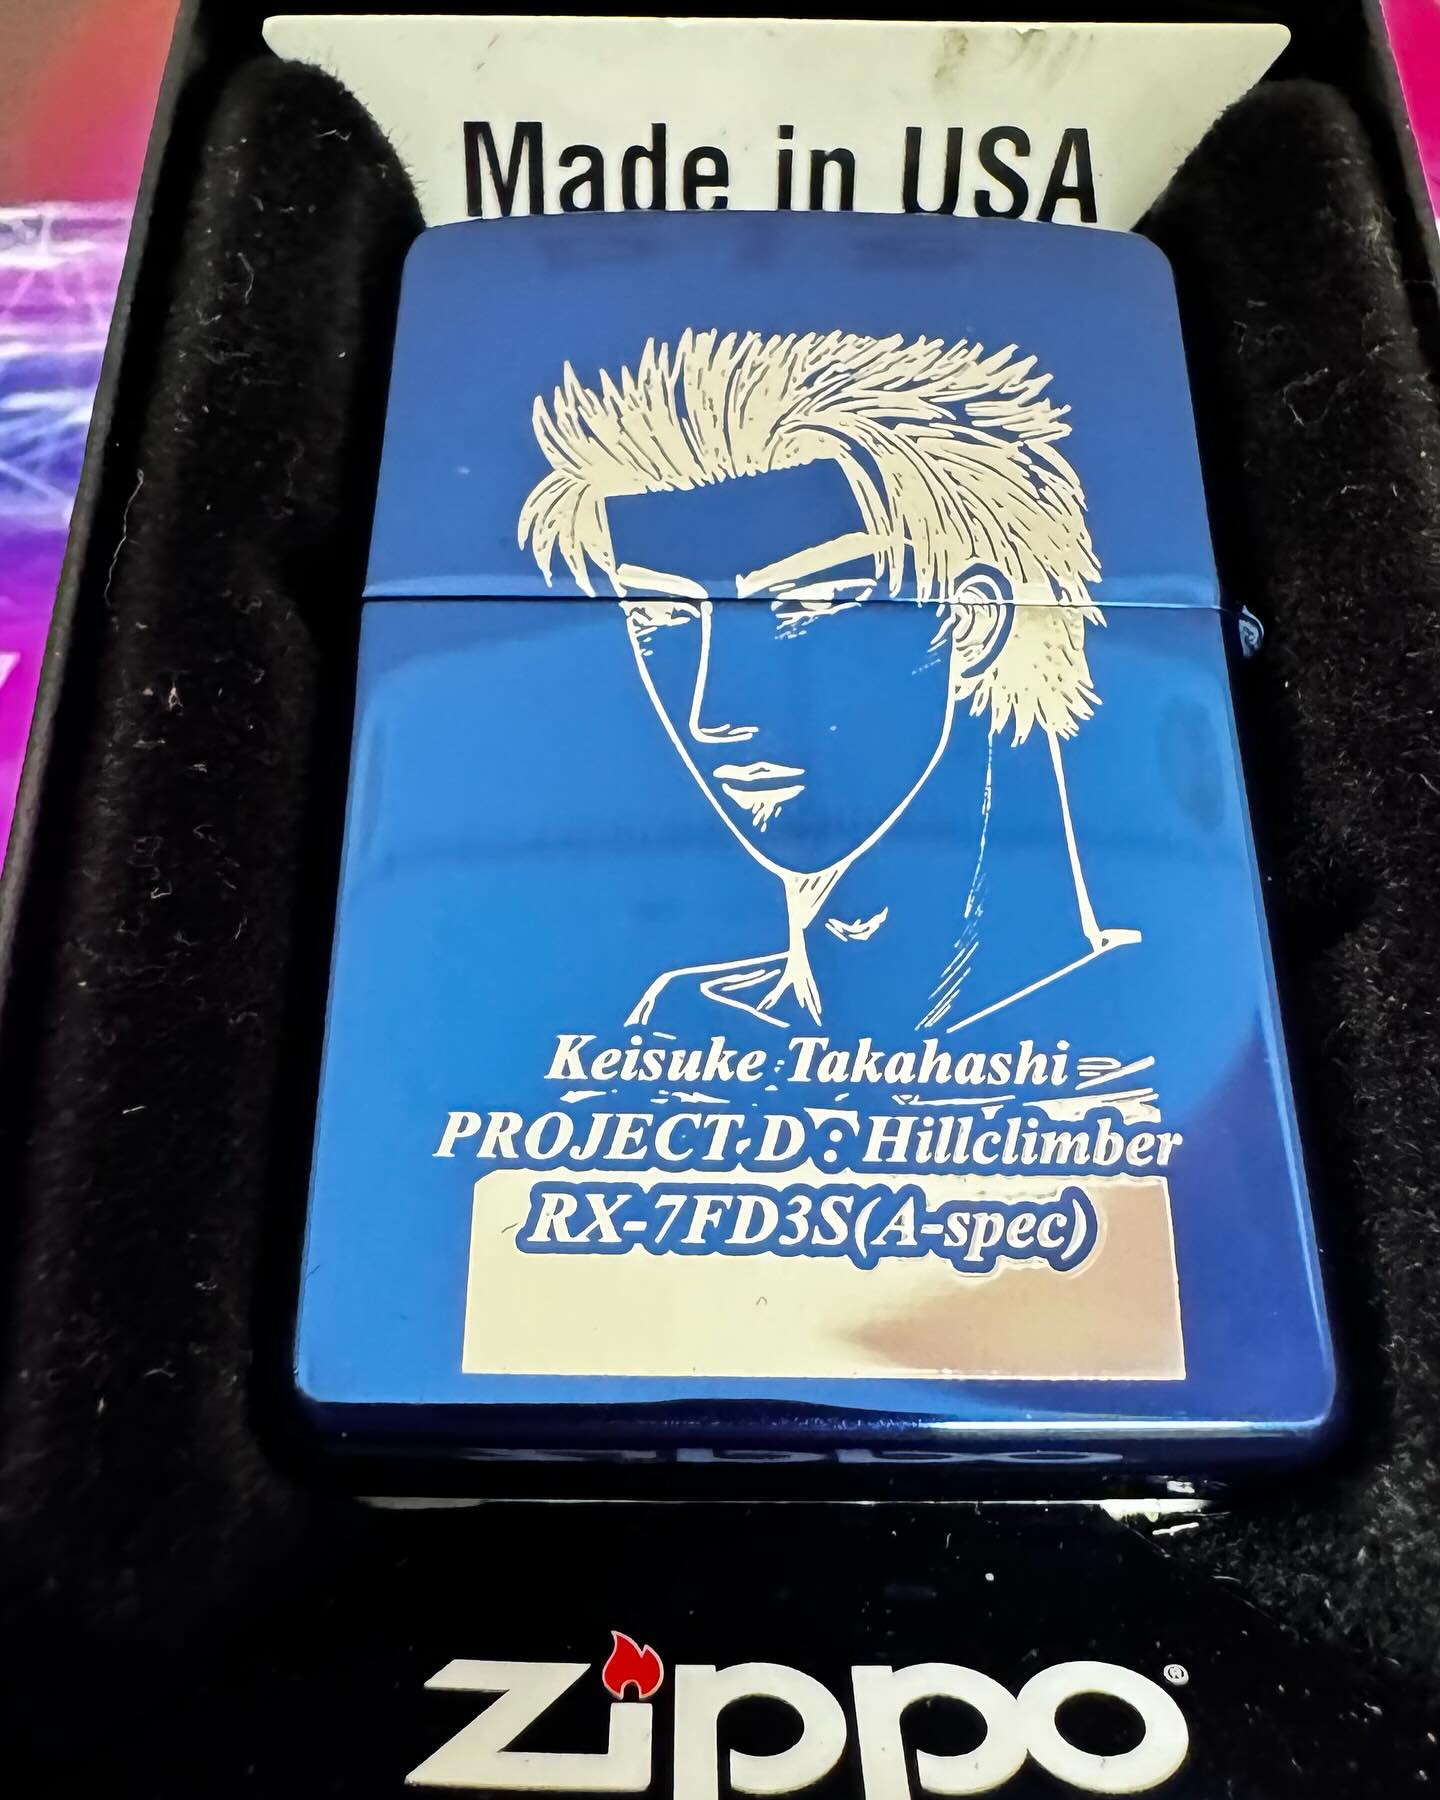 Made in USA
Keisuke Takahashi
PROJECT.D : Hillclimber
RX-7FD3S(A-spec)
zippo®